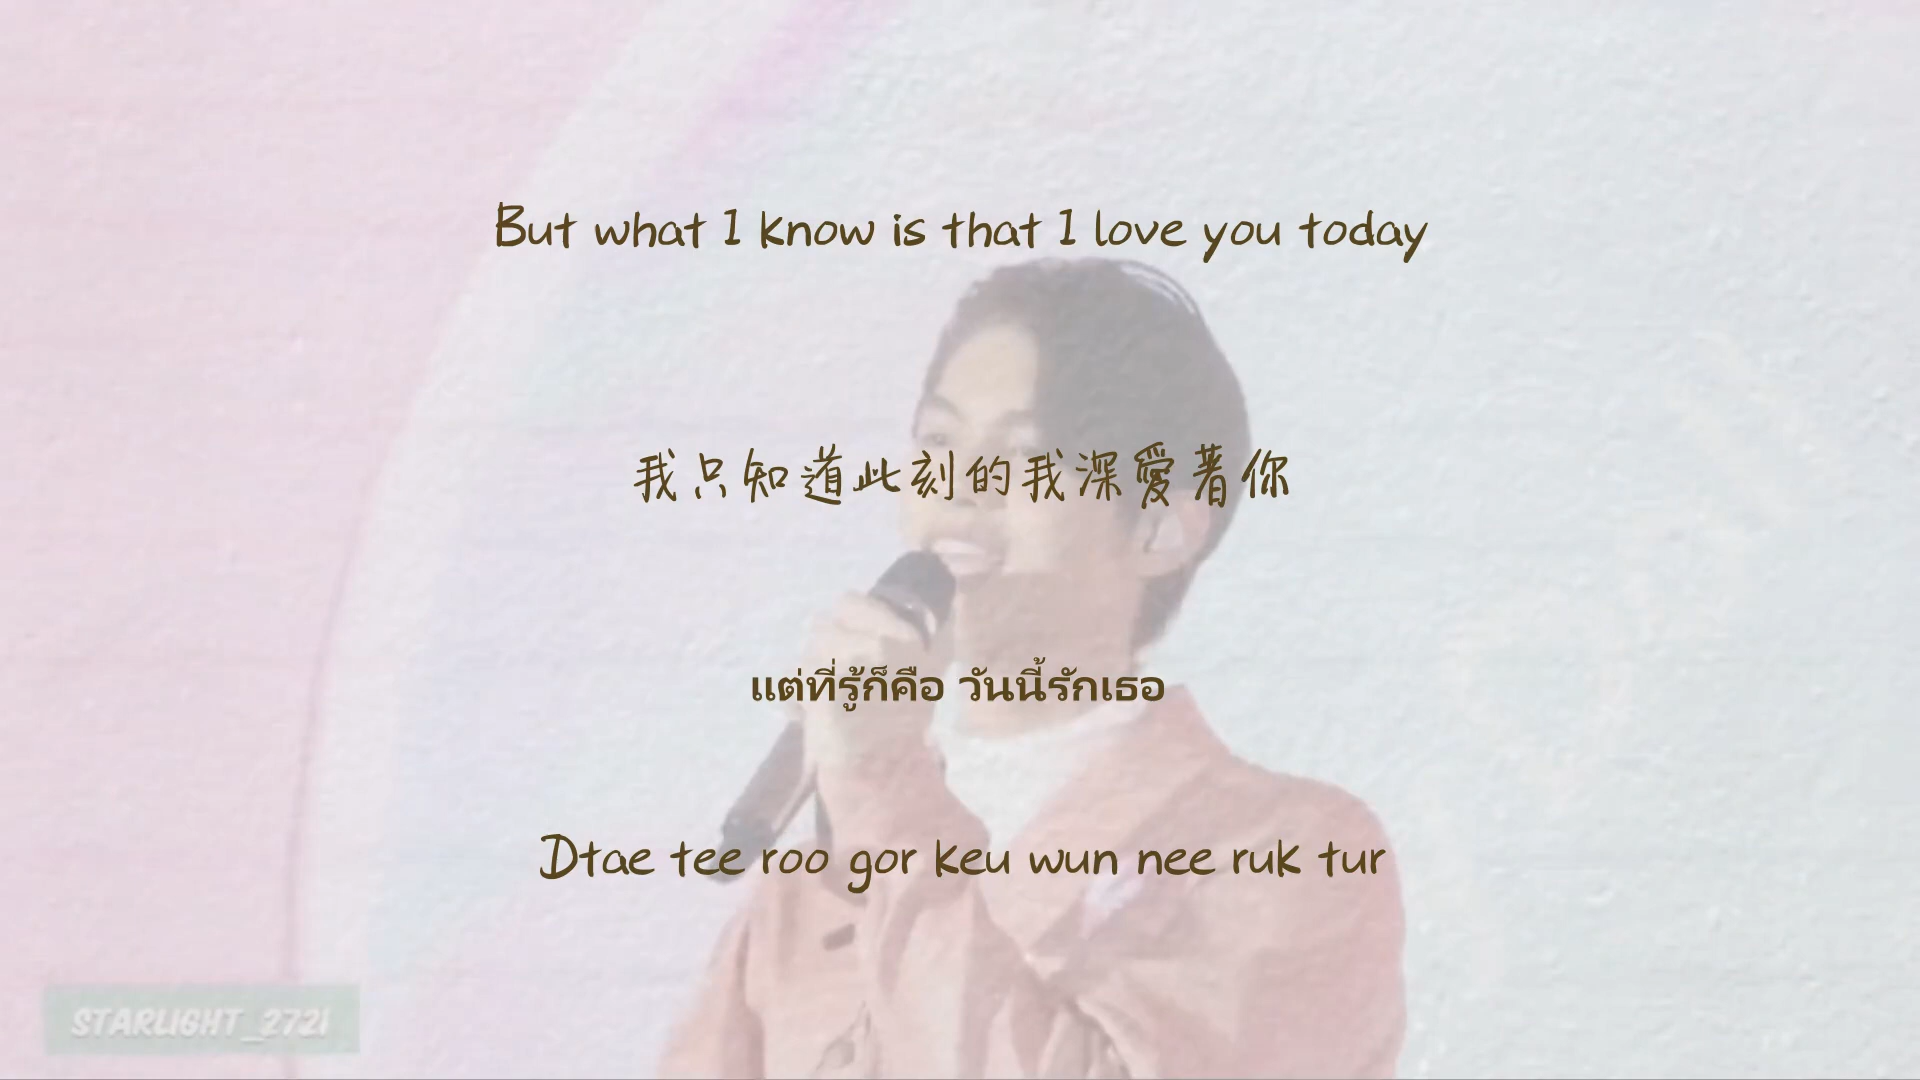 But what I know is that I love you today
我只知道此刻的我深愛著你
แต่ที่รู้ก็คือ วันนี้รักเธอ
Dtae tee roo gor keu wun nee ruk tur
STARLIGHT_2721